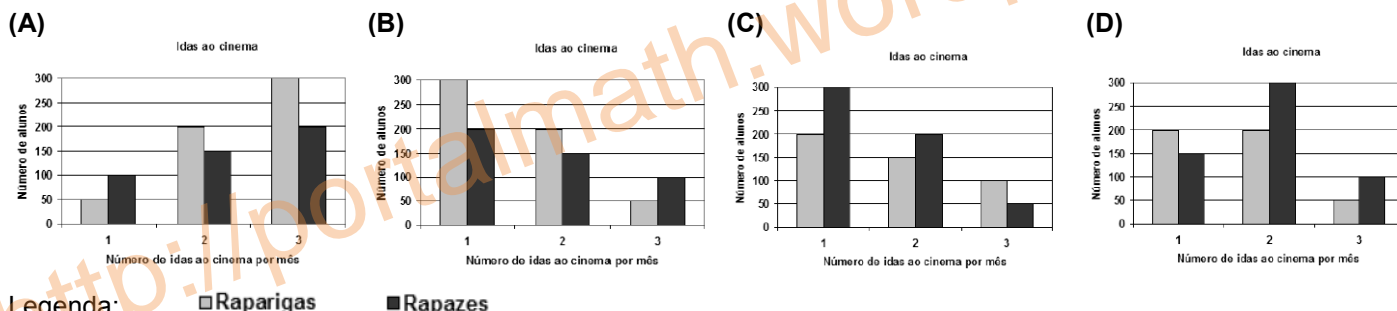 (A)
Idas ao cinema
Número de alunos
300
250
200
150
100
50
0
1 2 3
Número de idas ao cinema por mês
(B)
Idas ao cinema
Número de alunos
300
250
200
150
100
50
0
1 2 3
Número de idas ao cinema por mês
(C)
Idas ao cinema
Número de alunos
300
250
200
150
100
50
0
1 2 3
Número de idas ao cinema por mês
(D)
Idas ao cinema
Número de alunos
300
250
200
150
100
50
0
1 2 3
Número de idas ao cinema por mês
Legenda: Raparigas Rapazes
http://portalmath.wordp